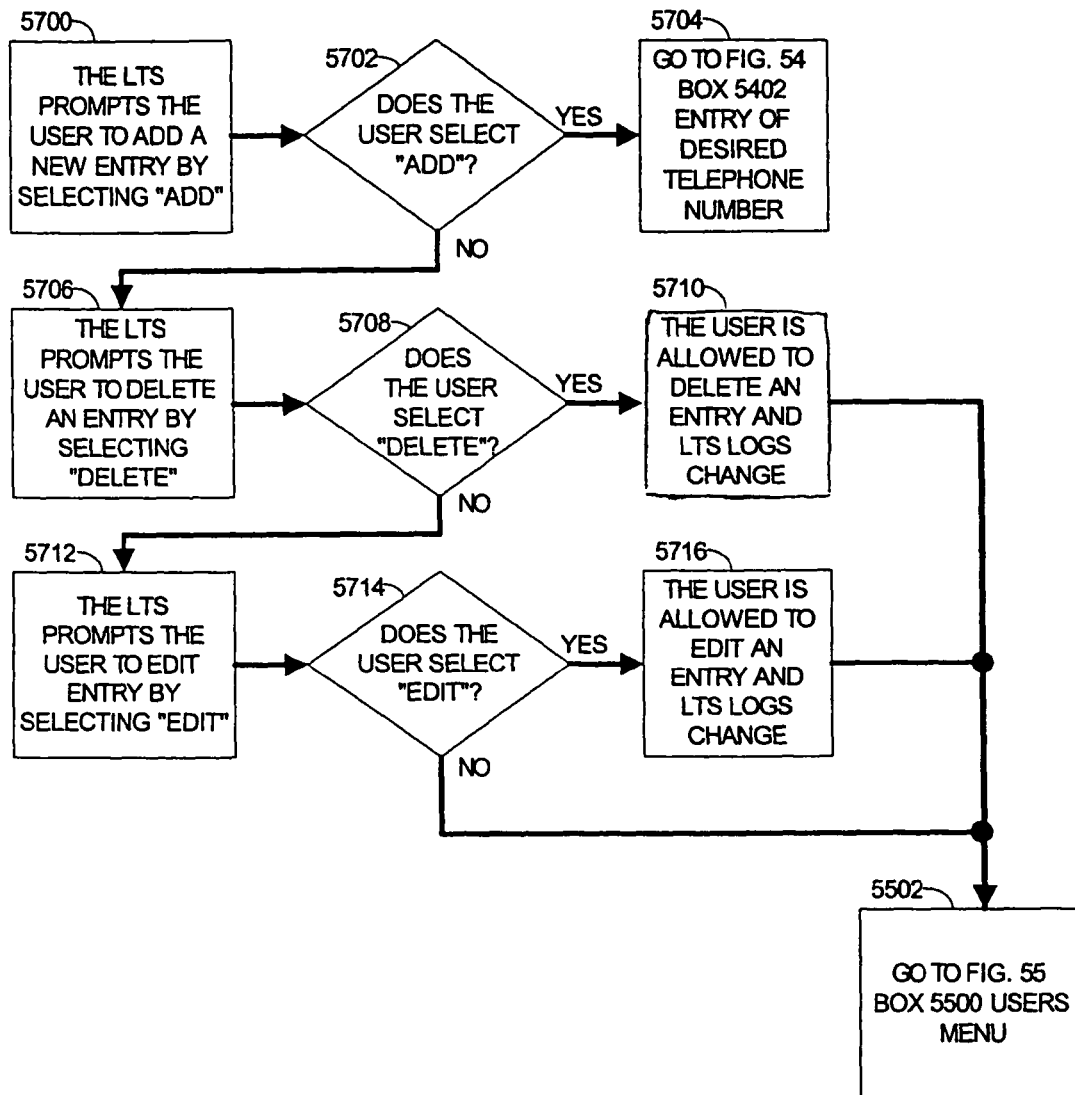 5700
THE LTS
PROMPTS THE
USER TO ADD A
NEW ENTRY BY
SELECTING "ADD"
5702
DOES THE
USER SELECT
"ADD"?
YES
NO
5704
GO TO FIG. 54
BOX 5402
ENTRY OF
DESIRED
TELEPHONE
NUMBER
5706
THE LTS
PROMPTS THE
USER TO DELETE
AN ENTRY BY
SELECTING
"DELETE"
5708
DOES
THE USER
SELECT
"DELETE"?
YES
NO
5710
THE USER IS
ALLOWED TO
DELETE AN
ENTRY AND
LTS LOGS
CHANGE
5712
THE LTS
PROMPTS THE
USER TO EDIT
ENTRY BY
SELECTING "EDIT"
5714
DOES THE
USER SELECT
"EDIT"?
YES
NO
5716
THE USER IS
ALLOWED TO
EDIT AN
ENTRY AND
LTS LOGS
CHANGE
5502
GO TO FIG. 55
BOX 5500 USERS
MENU